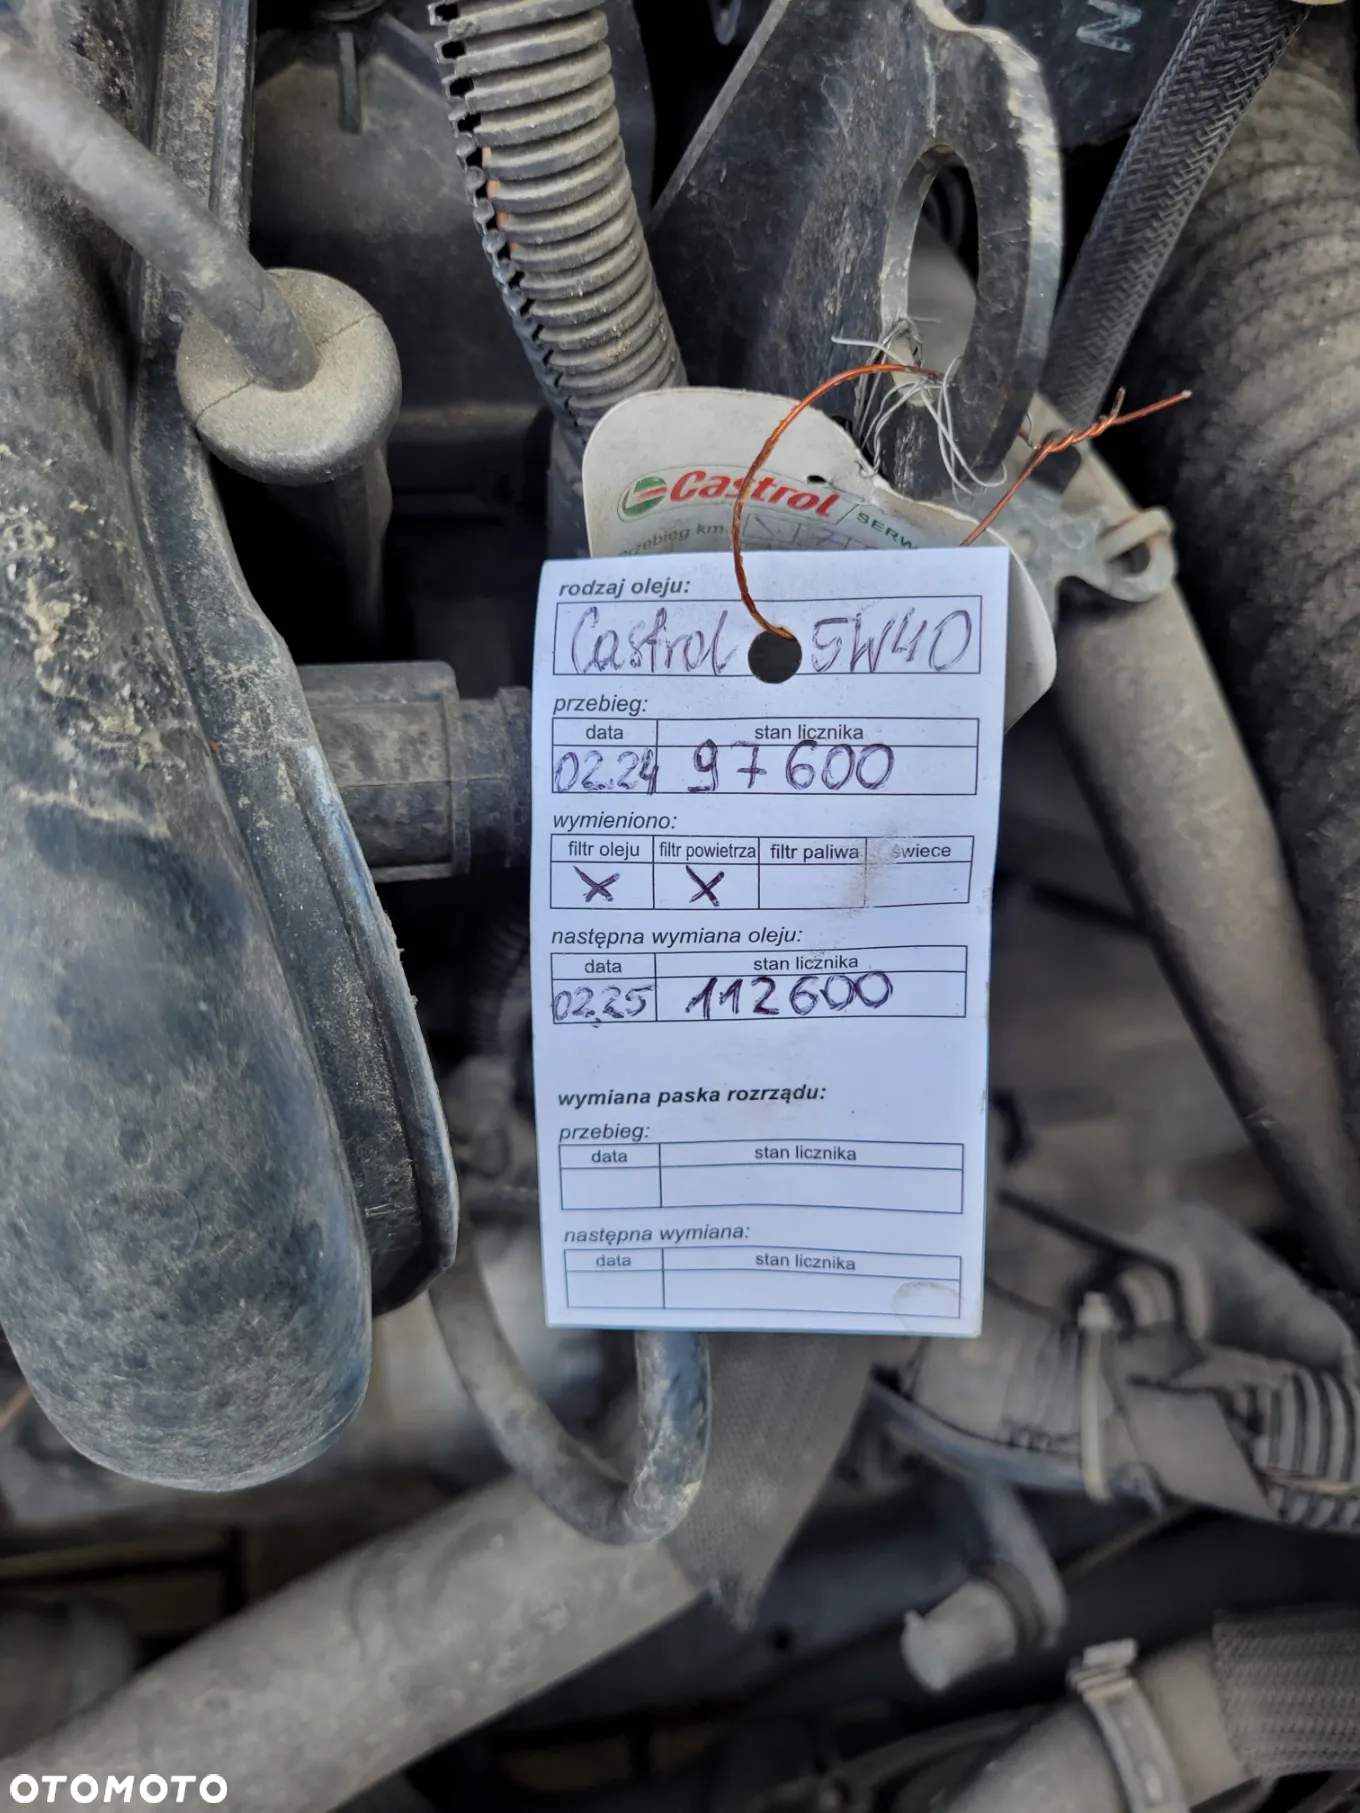 Castrol SERW
Przebieg km.
rodzaj oleju:
Castrol 5W40
przebieg:
data stan licznika
02.24 97600
wymieniono:
filtr oleju filtr powietrza filtr paliwa świece
X X
następna wymiana oleju:
data stan licznika
02.25 112600
wymiana paska rozrządu:
przebieg:
data stan licznika
następna wymiana:
data stan licznika
OTOMOTO